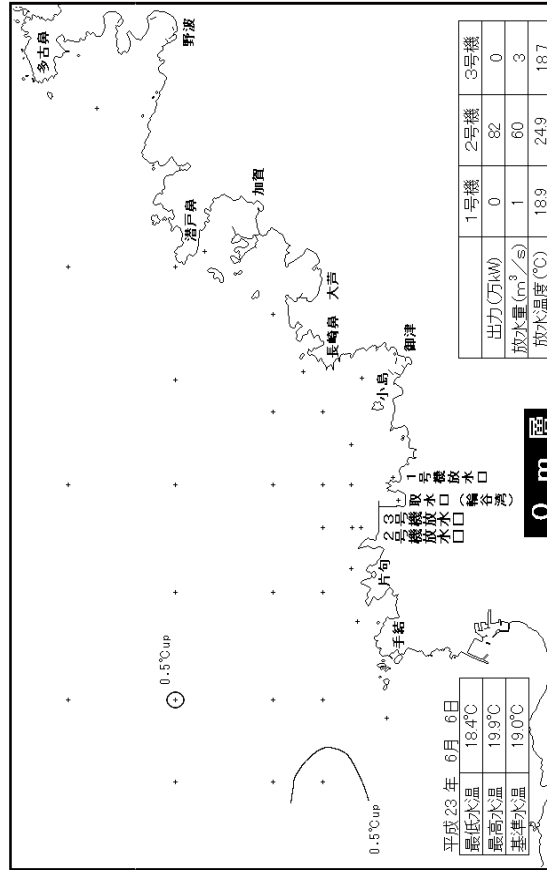 多古鼻
野波
加賀
潜戸鼻
大芦
長崎鼻
御津
小島
1号機放水口
取水口(輪谷湾)
3号機放水口
2号機放水口
片句
手結
0.5℃up
0.5℃up
1号機 2号機 3号機
出力(万kW) 0 82 0
放水量(m³/s) 1 60 3
放水温度(℃) 18.9 24.9 18.7
0m層
平成23年 6月 6日
最低水温 18.4℃
最高水温 19.9℃
基準水温 19.0℃